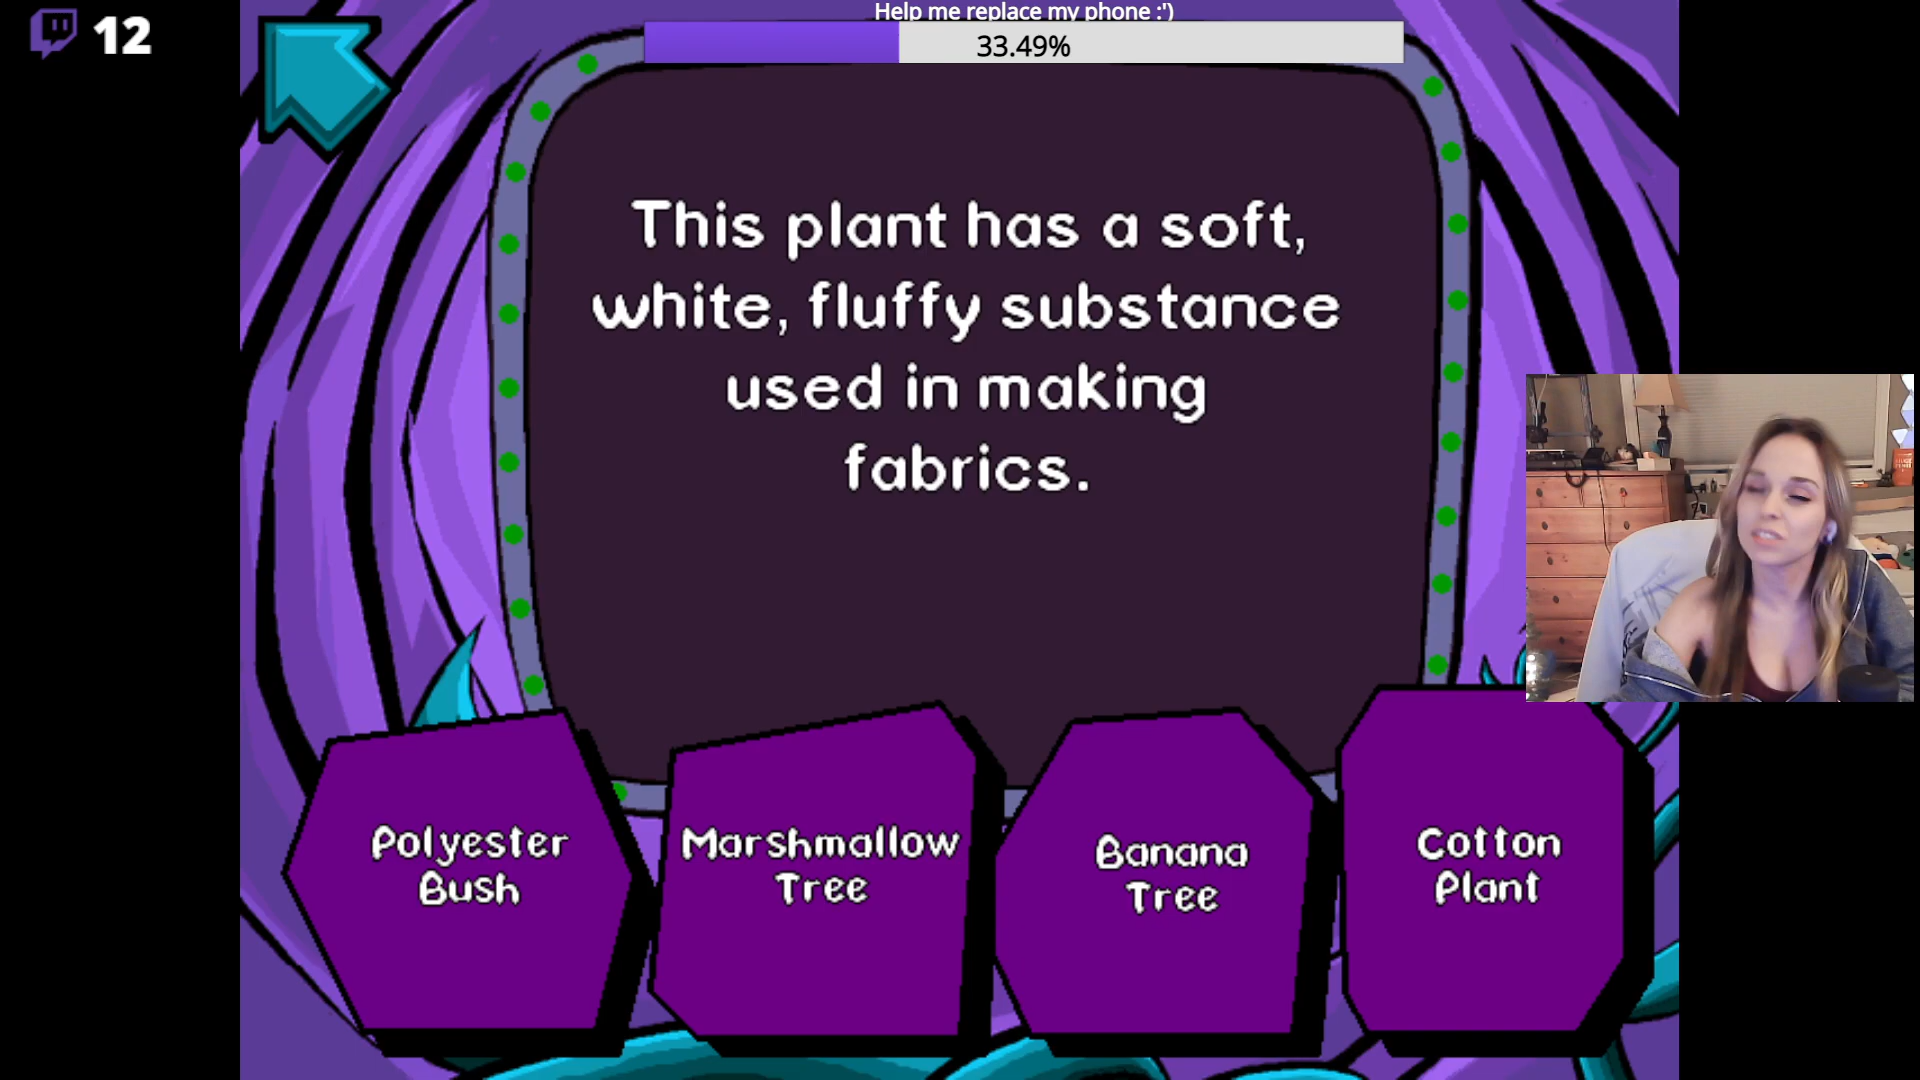 12
Help me replace my phone :')
33.49%
This plant has a soft,
white, fluffy substance
used in making
fabrics.
Polyester
Bush
Marshmallow
Tree
Banana
Tree
Cotton
Plant